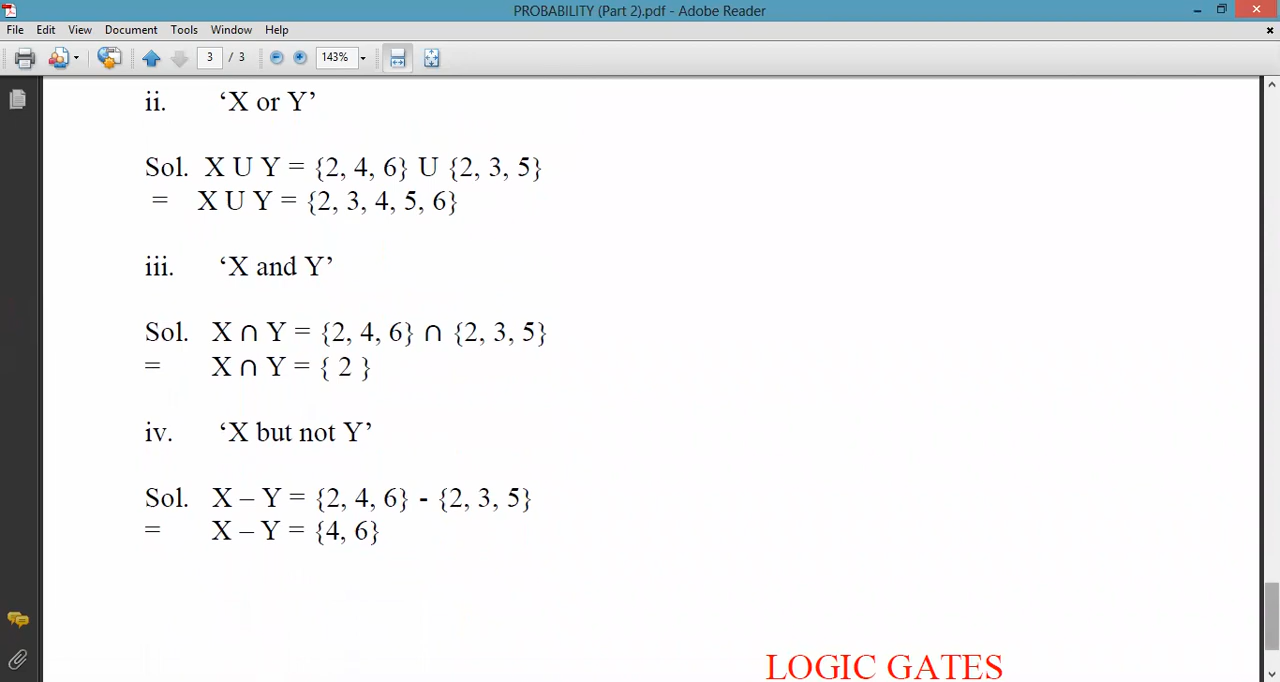 PROBABILITY (Part 2).pdf - Adobe Reader
File Edit View Document Tools Window Help
3 / 3 143%
ii. ‘X or Y’
Sol. X U Y = {2, 4, 6} U {2, 3, 5}
= X U Y = {2, 3, 4, 5, 6}
iii. ‘X and Y’
Sol. X ∩ Y = {2, 4, 6} ∩ {2, 3, 5}
= X ∩ Y = { 2 }
iv. ‘X but not Y’
Sol. X – Y = {2, 4, 6} - {2, 3, 5}
= X – Y = {4, 6}
LOGIC GATES